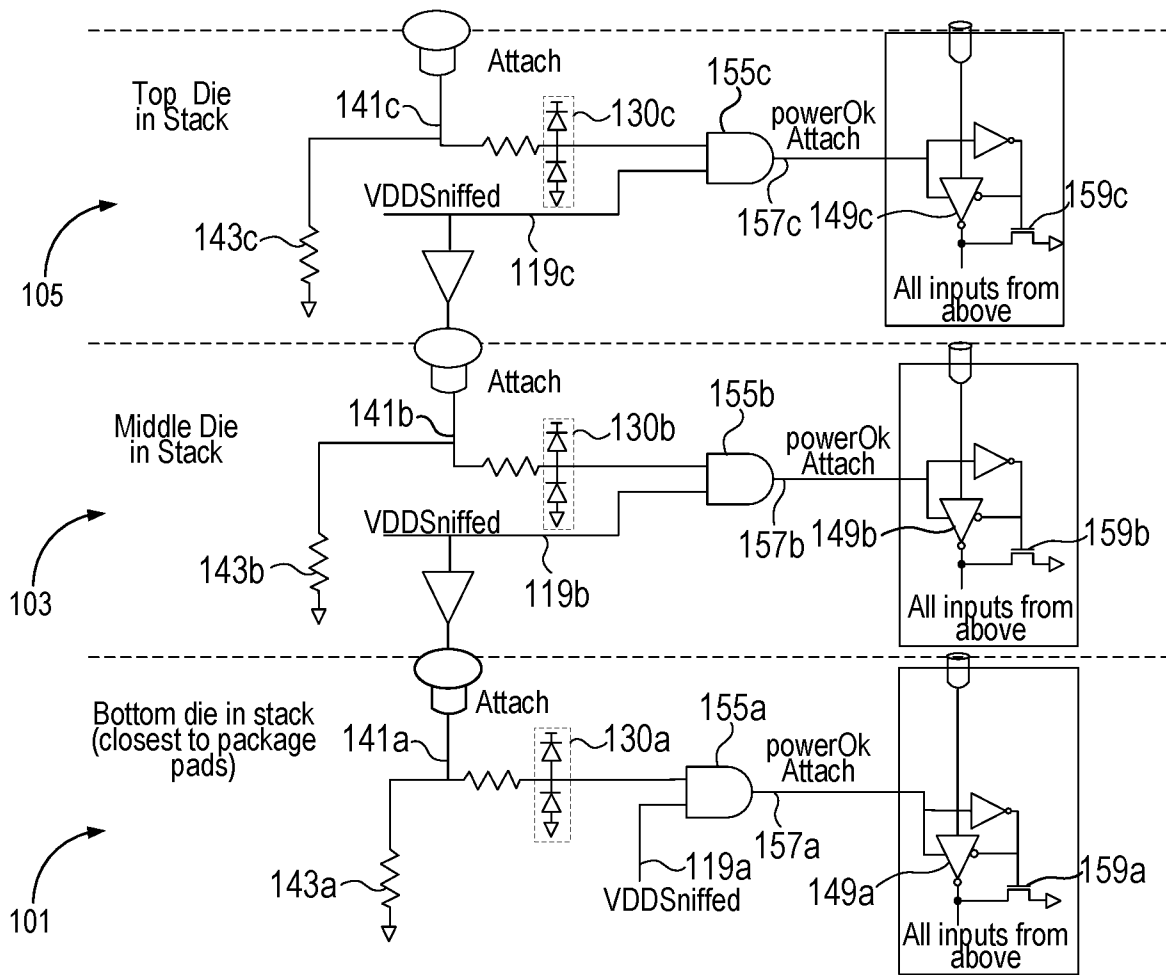 Attach
155c
Top Die
in Stack
141c
130c
powerOk
Attach
VDDSniffed
157c
149c
159c
143c
119c
105
All inputs from
above
Attach
155b
Middle Die
in Stack
141b
130b
powerOk
Attach
VDDSniffed
157b
149b
159b
143b
119b
103
All inputs from
above
Attach
155a
Bottom die in stack
(closest to package
pads)
141a
130a
powerOk
Attach
157a
119a
VDDSniffed
143a
149a
159a
101
All inputs from
above